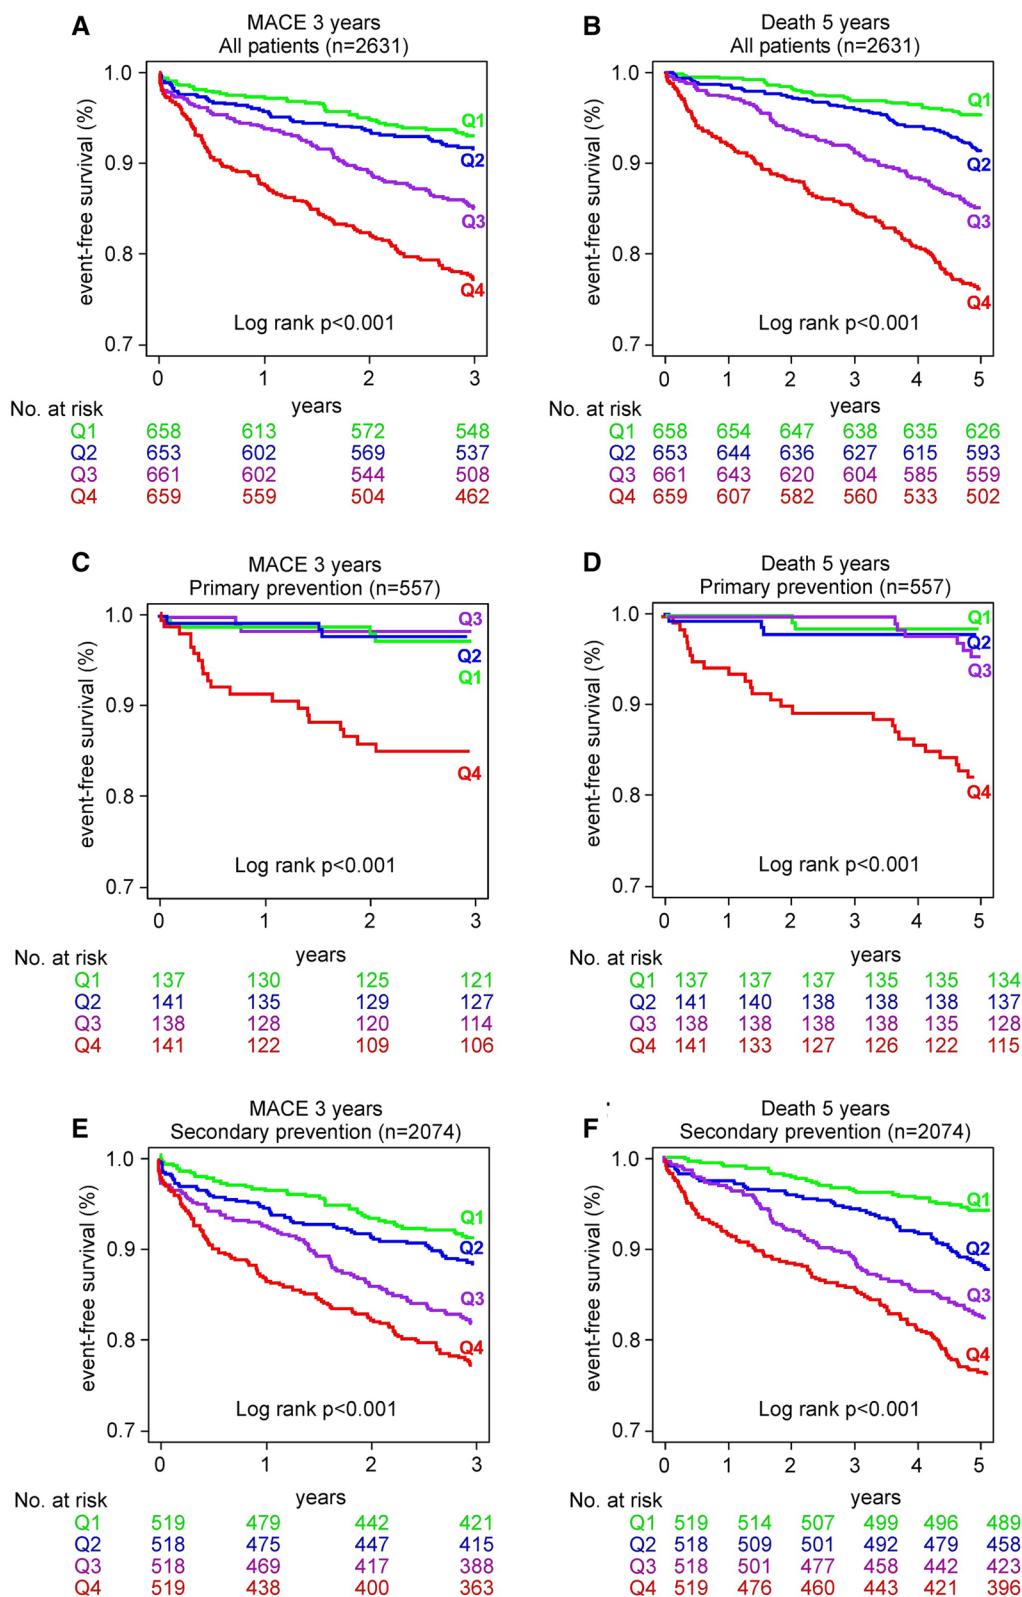 A
MACE 3 years
All patients (n=2631)
event-free survival (%)
1.0
0.9
0.8
0.7
Q1
Q2
Q3
Q4
Log rank p<0.001
0 1 2 3
years
No. at risk
Q1 658 613 572 548
Q2 653 602 569 537
Q3 661 602 544 508
Q4 659 559 504 462
B
Death 5 years
All patients (n=2631)
event-free survival (%)
1.0
0.9
0.8
0.7
Q1
Q2
Q3
Q4
Log rank p<0.001
0 1 2 3 4 5
years
No. at risk
Q1 658 654 647 638 635 626
Q2 653 644 636 627 615 593
Q3 661 643 620 604 585 559
Q4 659 607 582 560 533 502
C
MACE 3 years
Primary prevention (n=557)
event-free survival (%)
1.0
0.9
0.8
0.7
Q3
Q2
Q1
Q4
Log rank p<0.001
0 1 2 3
years
No. at risk
Q1 137 130 125 121
Q2 141 135 129 127
Q3 138 128 120 114
Q4 141 122 109 106
D
Death 5 years
Primary prevention (n=557)
event-free survival (%)
1.0
0.9
0.8
0.7
Q1
Q2
Q3
Q4
Log rank p<0.001
0 1 2 3 4 5
years
No. at risk
Q1 137 137 137 135 135 134
Q2 141 140 138 138 138 137
Q3 138 138 138 138 135 128
Q4 141 133 127 126 122 115
E
MACE 3 years
Secondary prevention (n=2074)
event-free survival (%)
1.0
0.9
0.8
0.7
Q1
Q2
Q3
Q4
Log rank p<0.001
0 1 2 3
years
No. at risk
Q1 519 479 442 421
Q2 518 475 447 415
Q3 518 469 417 388
Q4 519 438 400 363
F
Death 5 years
Secondary prevention (n=2074)
event-free survival (%)
1.0
0.9
0.8
0.7
Q1
Q2
Q3
Q4
Log rank p<0.001
0 1 2 3 4 5
years
No. at risk
Q1 519 514 507 499 496 489
Q2 518 509 501 492 479 458
Q3 518 501 477 458 442 423
Q4 519 476 460 443 421 396